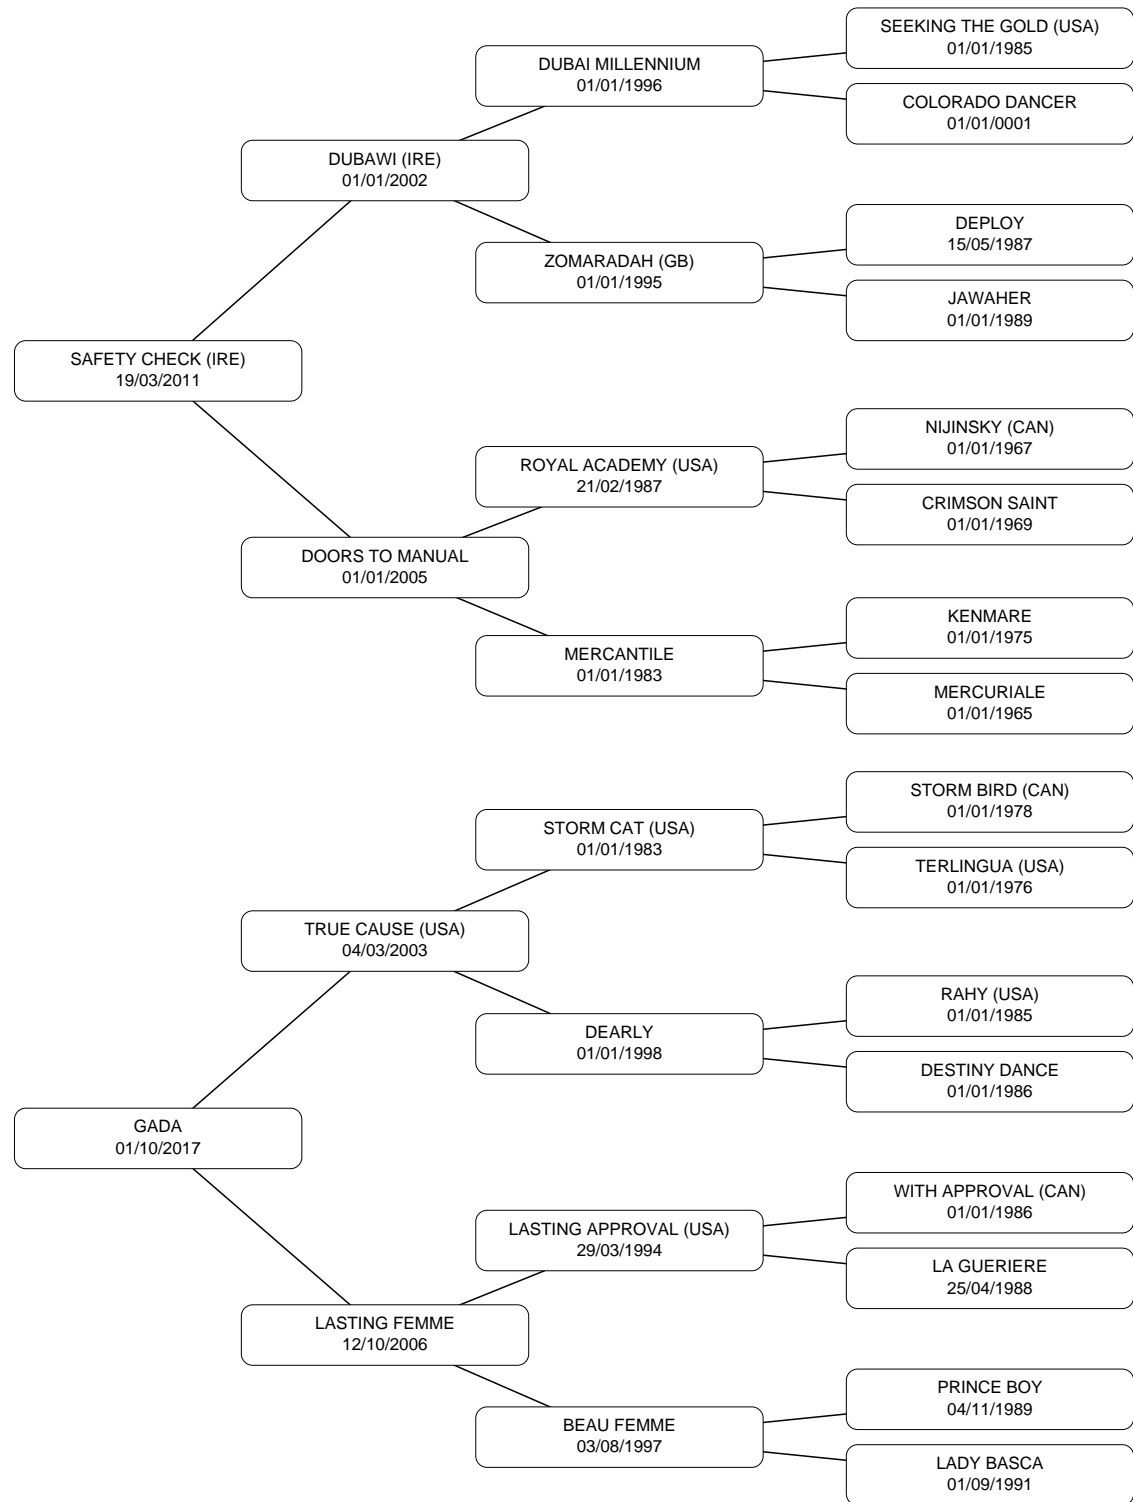 SEEKING THE GOLD (USA)
01/01/1985
DUBAI MILLENNIUM
01/01/1996
COLORADO DANCER
01/01/0001
DUBAWI (IRE)
01/01/2002
DEPLOY
15/05/1987
ZOMARADAH (GB)
01/01/1995
JAWAHER
01/01/1989
SAFETY CHECK (IRE)
19/03/2011
NIJINSKY (CAN)
01/01/1967
ROYAL ACADEMY (USA)
21/02/1987
CRIMSON SAINT
01/01/1969
DOORS TO MANUAL
01/01/2005
KENMARE
01/01/1975
MERCANTILE
01/01/1983
MERCURIALE
01/01/1965
STORM BIRD (CAN)
01/01/1978
STORM CAT (USA)
01/01/1983
TERLINGUA (USA)
01/01/1976
TRUE CAUSE (USA)
04/03/2003
RAHY (USA)
01/01/1985
DEARLY
01/01/1998
DESTINY DANCE
01/01/1986
GADA
01/10/2017
WITH APPROVAL (CAN)
01/01/1986
LASTING APPROVAL (USA)
29/03/1994
LA GUERIERE
25/04/1988
LASTING FEMME
12/10/2006
PRINCE BOY
04/11/1989
BEAU FEMME
03/08/1997
LADY BASCA
01/09/1991